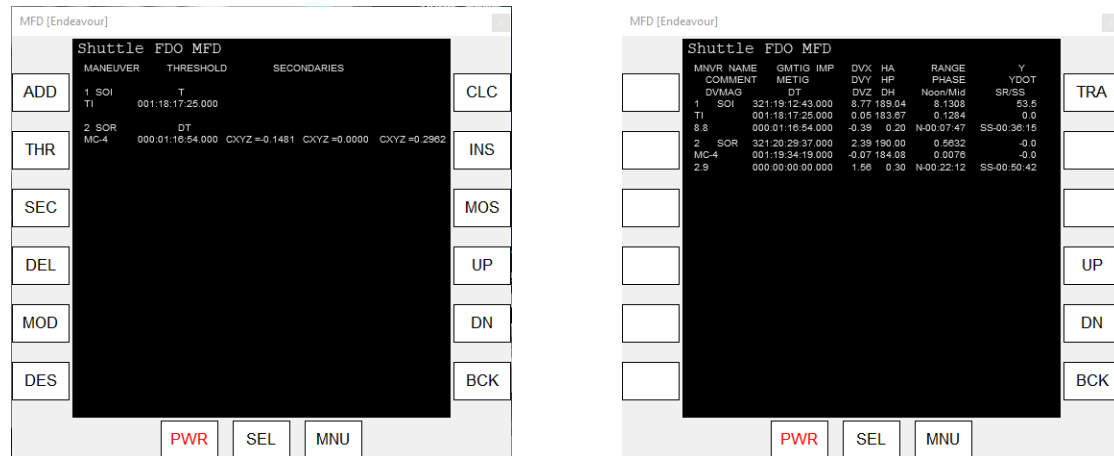 MFD [Endeavour]
Shuttle FDO MFD
MANEUVER THRESHOLD SECONDARIES
1 SOI T
TI 001:18:17:25.000
2 SOR DT
MC-4 000:01:16:54.000 CXYZ =-0.1481 CXYZ =0.0000 CXYZ =0.2962
ADD
THR
SEC
DEL
MOD
DES
CLC
INS
MOS
UP
DN
BCK
PWR SEL MNU
MFD [Endeavour]
Shuttle FDO MFD
MNVR NAME GMTIG IMP DVX HA RANGE Y
COMMENT METIG DVY HP PHASE YDOT
DVMAG DT DVZ DH Noon/Mid SR/SS
1 SOI 321:19:12:43.000 8.77 189.04 8.1308 53.5
TI 001:18:17:25.000 0.05 183.67 0.1284 0.0
8.8 000:01:16:54.000 -0.39 0.20 N-00:07:47 SS-00:36:15
2 SOR 321:20:29:37.000 2.39 190.00 0.5632 -0.0
MC-4 001:19:34:19.000 -0.07 184.08 0.0076 -0.0
2.9 000:00:00:00.000 1.56 0.30 N-00:22:12 SS-00:50:42
TRA
UP
DN
BCK
PWR SEL MNU